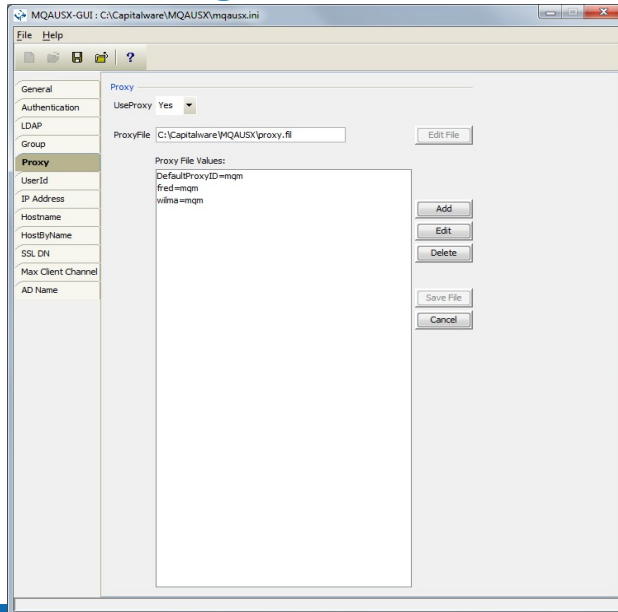 MQAUSX-GUI : C:\Capitalware\MQAUSX\mqausx.ini
File Help
?
General
Authentication
LDAP
Group
Proxy
UserId
IP Address
Hostname
HostByName
SSL DN
Max Client Channel
AD Name
Proxy
UseProxy Yes
ProxyFile C:\Capitalware\MQAUSX\proxy.fil Edit File
Proxy File Values:
DefaultProxyID=mqm
fred=mqm
wilma=mqm
Add
Edit
Delete
Save File
Cancel